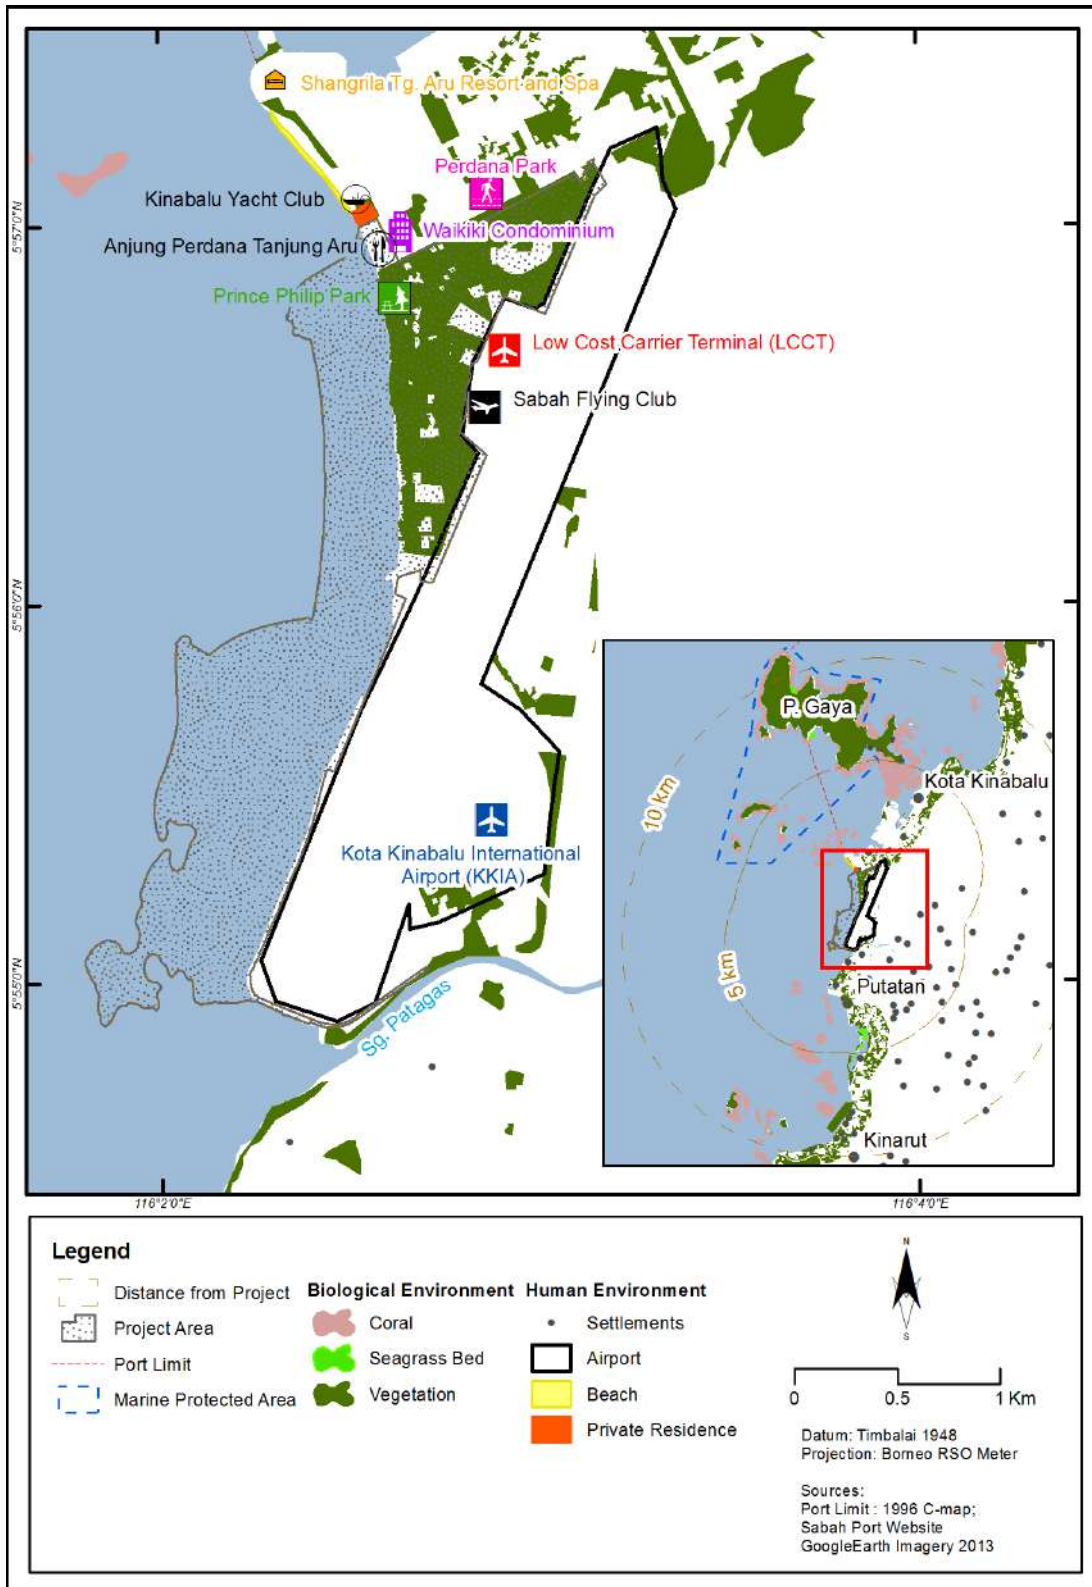 Shangrila Tg. Aru Resort and Spa
Perdana Park
Kinabalu Yacht Club
Waikiki Condominium
Anjung Perdana Tanjung Aru
Prince Philip Park
Low Cost Carrier Terminal (LCCT)
Sabah Flying Club
Kota Kinabalu International
Airport (KKIA)
Sg. Patagas
5°57'0"N
5°56'0"N
5°55'0"N
116°2'0"E
116°4'0"E
P. Gaya
Kota Kinabalu
10 km
5 km
Putatan
Kinarut
Legend
Distance from Project
Project Area
Port Limit
Marine Protected Area
Biological Environment
Coral
Seagrass Bed
Vegetation
Human Environment
Settlements
Airport
Beach
Private Residence
N
S
0 0.5 1 Km
Datum: Timbalai 1948
Projection: Borneo RSO Meter
Sources:
Port Limit : 1996 C-map;
Sabah Port Website
GoogleEarth Imagery 2013